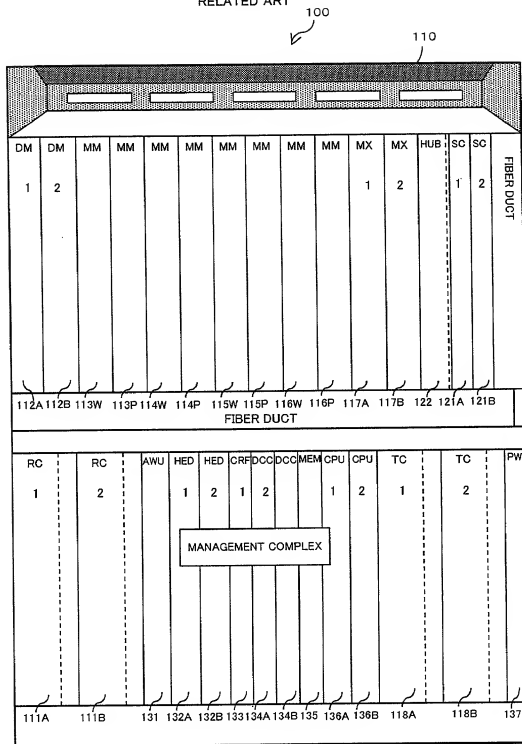 RELATED ART
100
110
DM DM MM MM MM MM MM MM MM MM MX MX HUB SC SC
1 2 1 2 1 2
FIBER DUCT
112A 112B 113W 113P 114W 114P 115W 115P 116W 116P 117A 117B 122 121A 121B
FIBER DUCT
RC RC AWU HED HED CRF DCC DCC MEM CPU CPU TC TC PW
1 2 1 2 1 2 1 2 1 2
MANAGEMENT COMPLEX
111A 111B 131 132A 132B 133 134A 134B 135 136A 136B 118A 118B 137